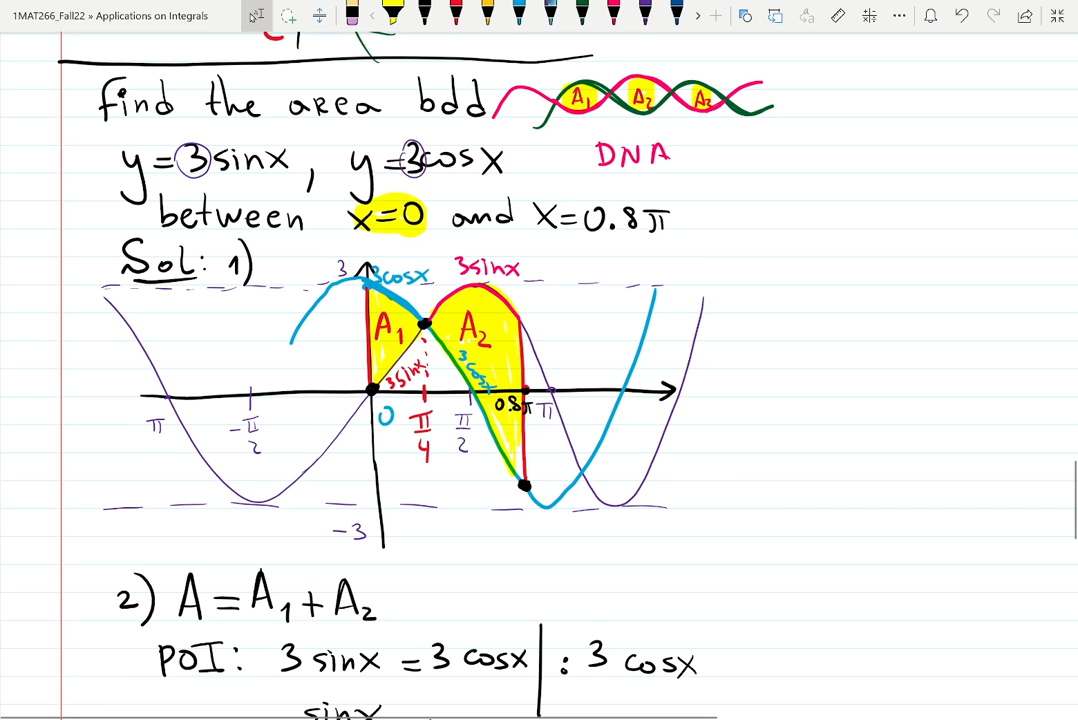 1MAT266_Fall22 » Applications on Integrals
find the area bdd A1 A2 A3
y=3sinx, y=3cosx DNA
between x=0 and x=0.8π
Sol: 1)
3 3cosx 3sinx
A1 A2
3sinx 3cosx
π -π/2 0 π/4 π/2 0.8π π
-3
2) A = A1 + A2
POI: 3 sinx = 3 cosx | : 3 cosx
sinx